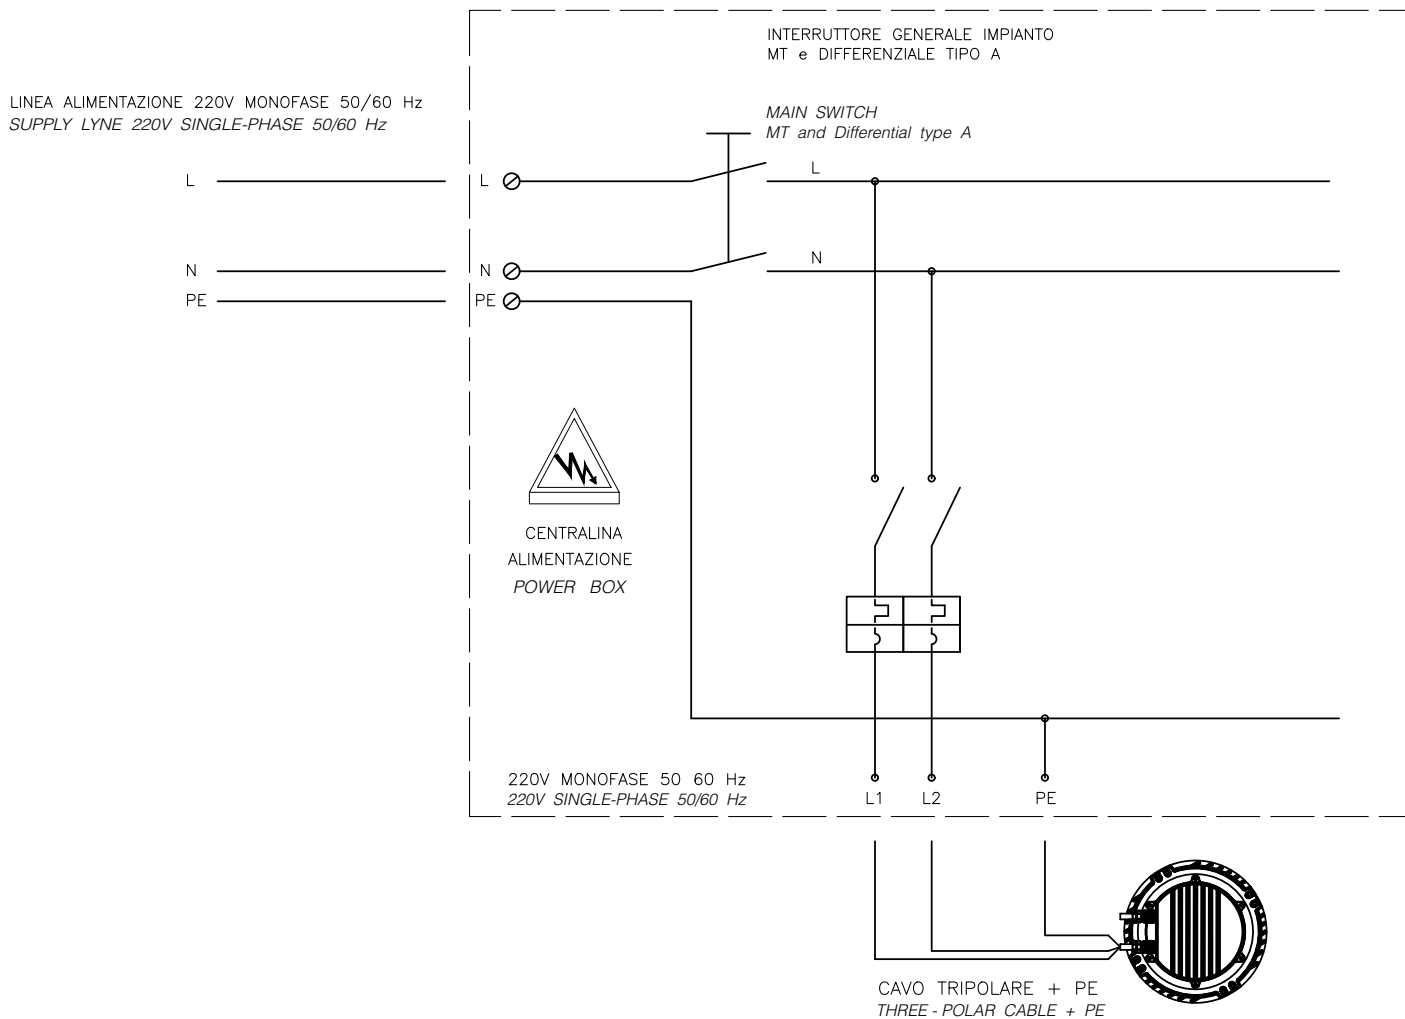 INTERRUTTORE GENERALE IMPIANTO
MT e DIFFERENZIALE TIPO A
LINEA ALIMENTAZIONE 220V MONOFASE 50/60 Hz
SUPPLY LYNE 220V SINGLE-PHASE 50/60 Hz
MAIN SWITCH
MT and Differential type A
L
L
L
N
N
N
PE
PE
CENTRALINA
ALIMENTAZIONE
POWER BOX
220V MONOFASE 50 60 Hz
220V SINGLE-PHASE 50/60 Hz
L1
L2
PE
CAVO TRIPOLARE + PE
THREE - POLAR CABLE + PE